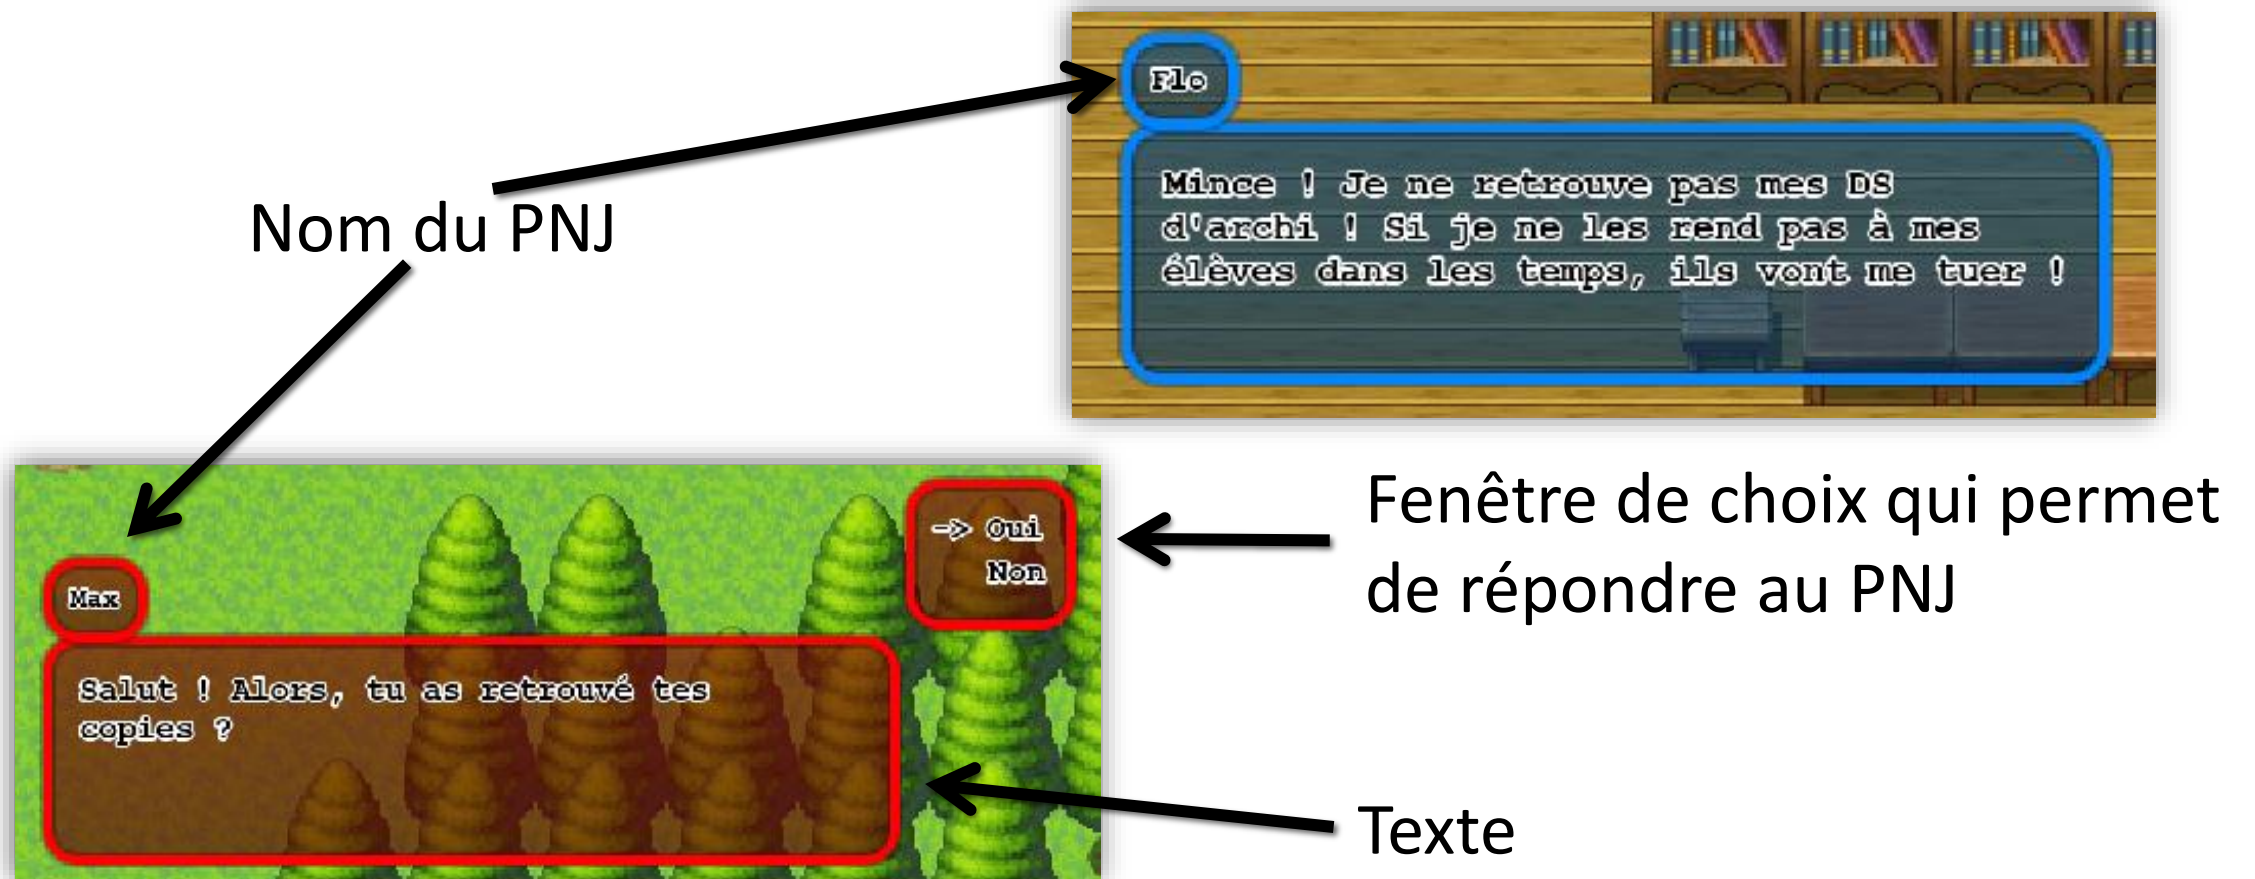 Flo
Mince ! Je ne retrouve pas mes DS
d'archi ! Si je ne les rend pas à mes
élèves dans les temps, ils vont me tuer !
Nom du PNJ
-> Oui
Non
Max
Salut ! Alors, tu as retrouvé tes
copies ?
Fenêtre de choix qui permet
de répondre au PNJ
Texte